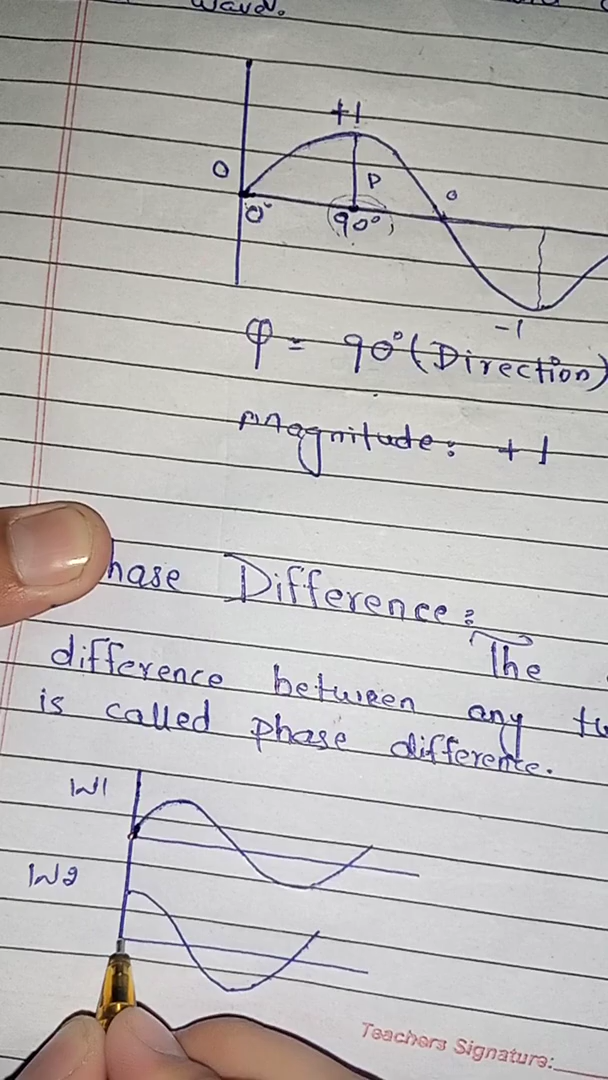 wave.
+1
0
P
0
0°
90°
-1
φ = 90° (Direction)
Magnitude: +1
hase Difference:
The
difference between any
is called phase difference.
W1
W2
Teachers Signature: